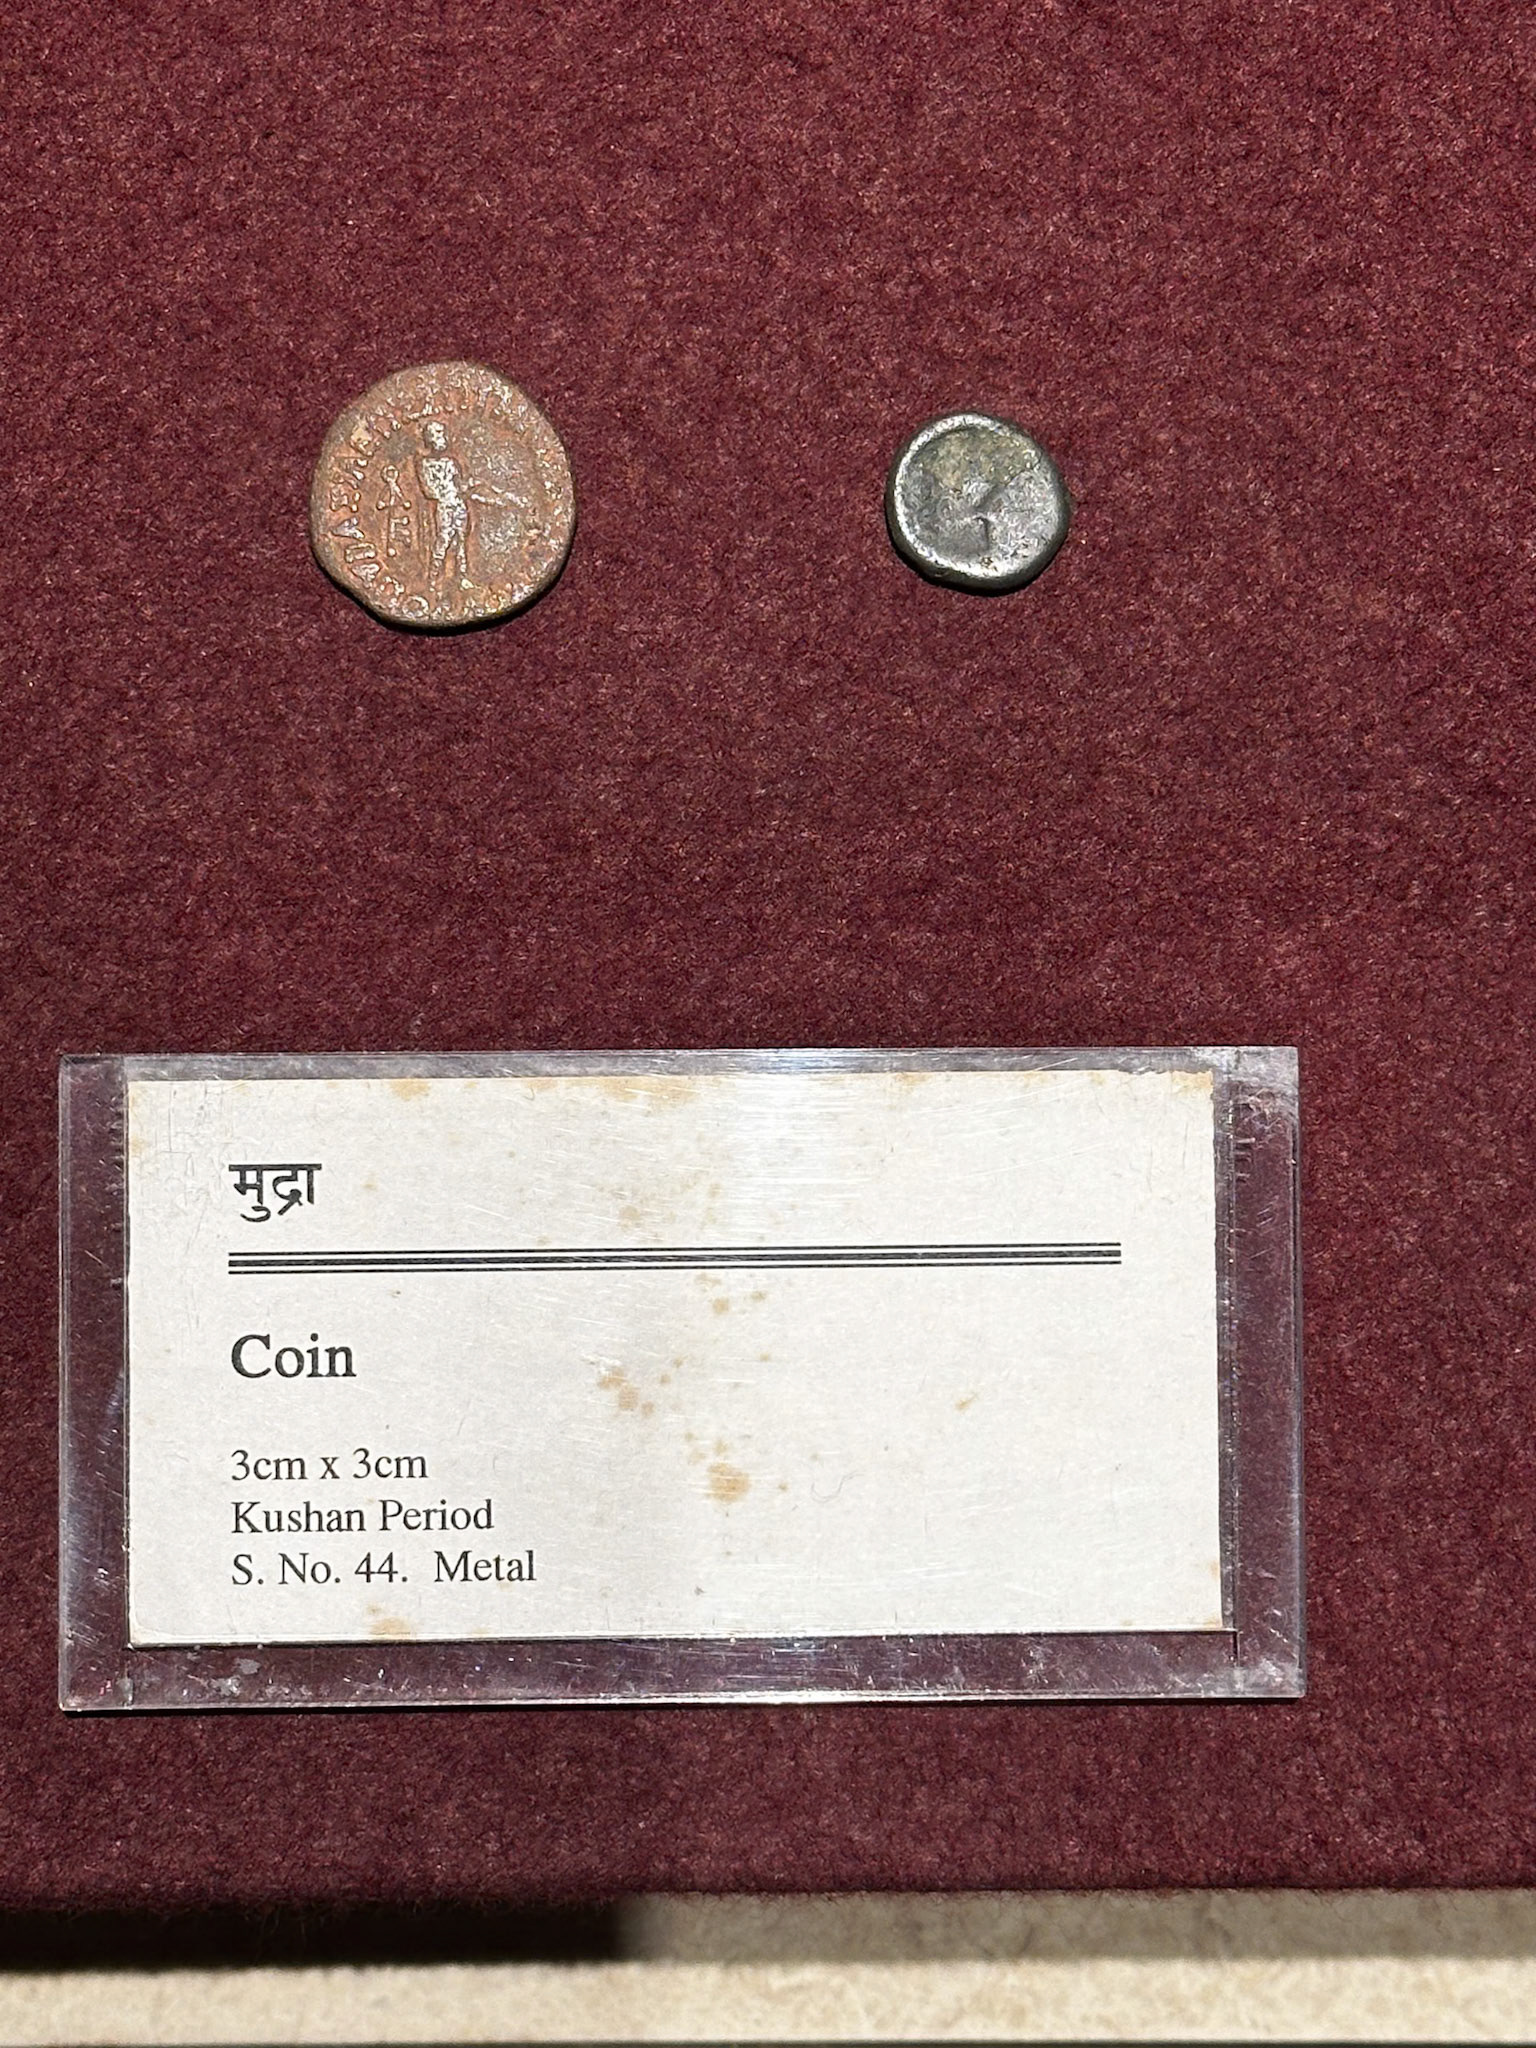 मुद्रा
Coin
3cm x 3cm
Kushan Period
S. No. 44. Metal